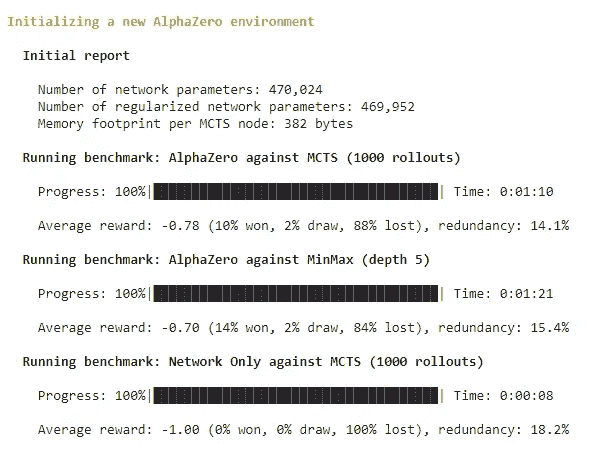 Initializing a new AlphaZero environment
Initial report
Number of network parameters: 470,024
Number of regularized network parameters: 469,952
Memory footprint per MCTS node: 382 bytes
Running benchmark: AlphaZero against MCTS (1000 rollouts)
Progress: 100%| | Time: 0:01:10
Average reward: -0.78 (10% won, 2% draw, 88% lost), redundancy: 14.1%
Running benchmark: AlphaZero against MinMax (depth 5)
Progress: 100%| | Time: 0:01:21
Average reward: -0.70 (14% won, 2% draw, 84% lost), redundancy: 15.4%
Running benchmark: Network Only against MCTS (1000 rollouts)
Progress: 100%| | Time: 0:00:08
Average reward: -1.00 (0% won, 0% draw, 100% lost), redundancy: 18.2%